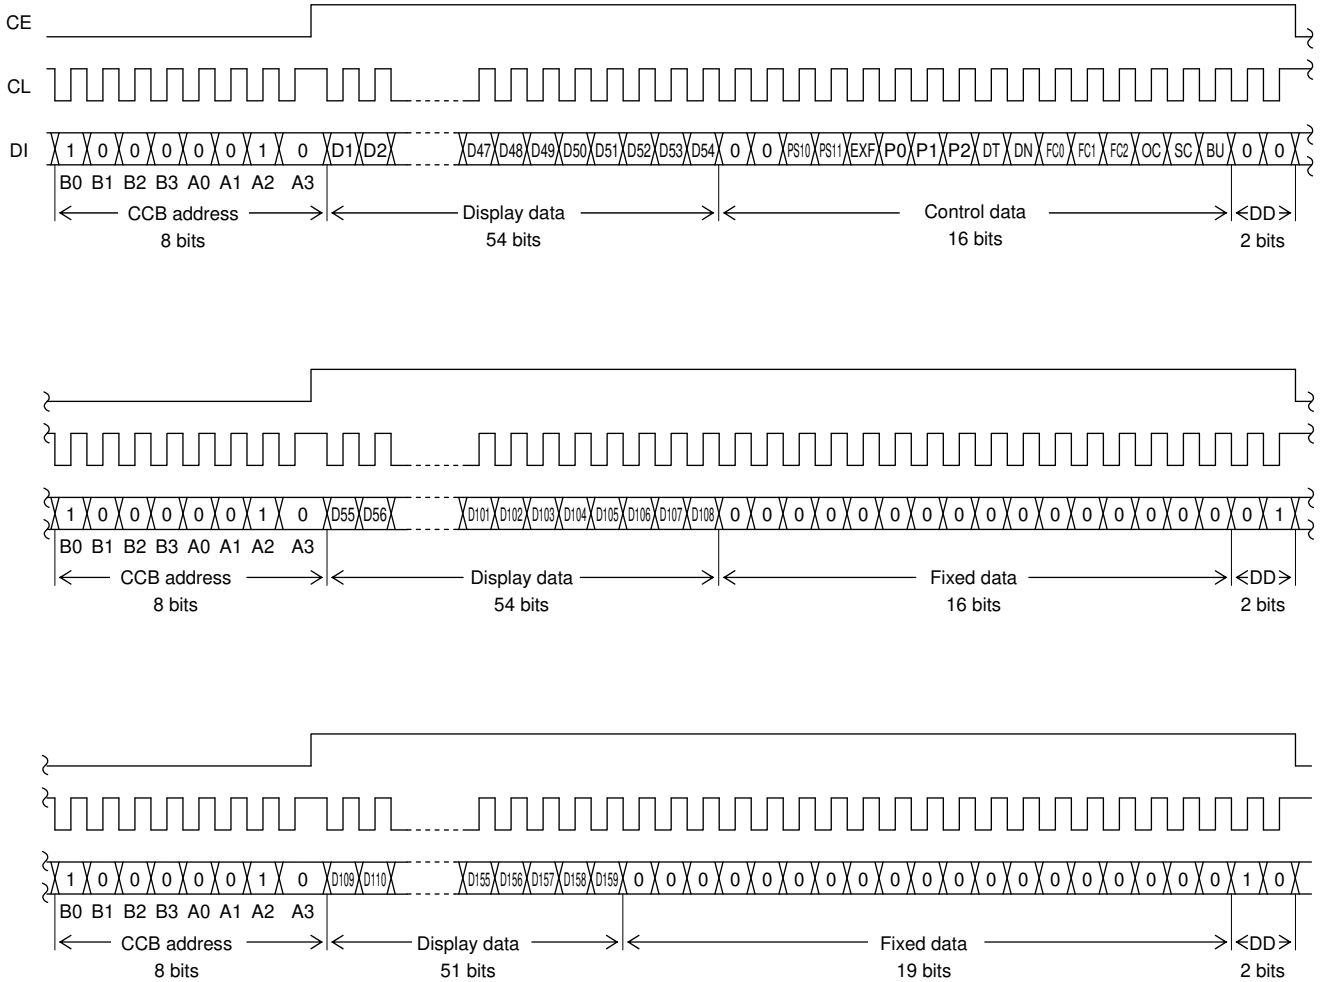 CE
CL
DI 1 0 0 0 0 0 1 0 D1 D2 D47 D48 D49 D50 D51 D52 D53 D54 0 0 PS10 PS11 EXF P0 P1 P2 DT DN FC0 FC1 FC2 OC SC BU 0 0
B0 B1 B2 B3 A0 A1 A2 A3
CCB address Display data Control data DD
8 bits 54 bits 16 bits 2 bits
1 0 0 0 0 0 1 0 D55 D56 D101 D102 D103 D104 D105 D106 D107 D108 0 0 0 0 0 0 0 0 0 0 0 0 0 0 0 0 0 1
B0 B1 B2 B3 A0 A1 A2 A3
CCB address Display data Fixed data DD
8 bits 54 bits 16 bits 2 bits
1 0 0 0 0 0 1 0 D109 D110 D155 D156 D157 D158 D159 0 0 0 0 0 0 0 0 0 0 0 0 0 0 0 0 0 0 0 1 0
B0 B1 B2 B3 A0 A1 A2 A3
CCB address Display data Fixed data DD
8 bits 51 bits 19 bits 2 bits